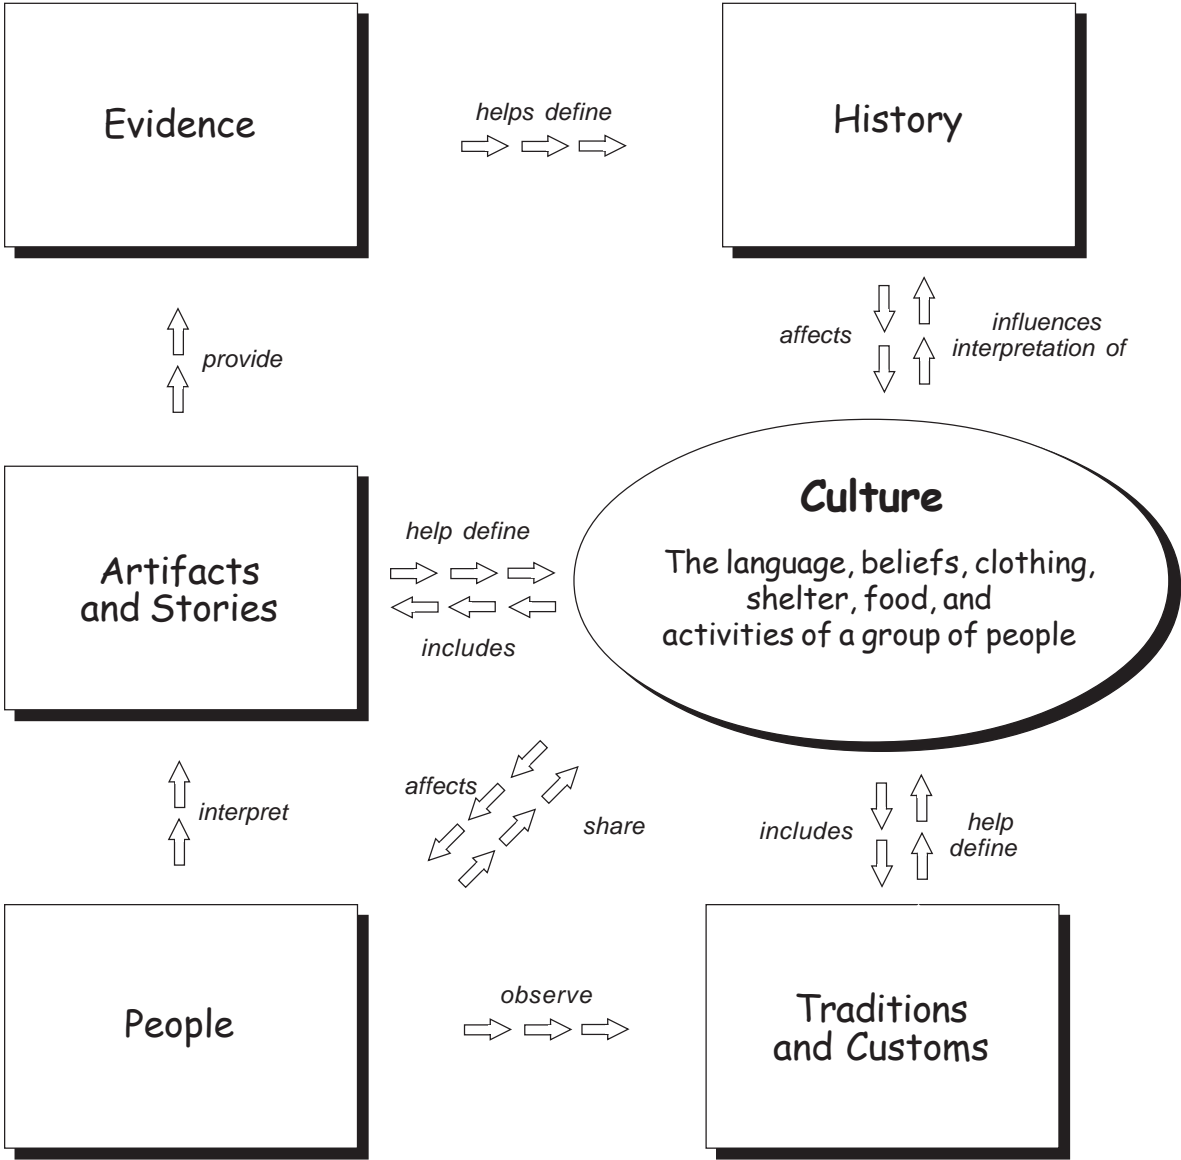 Evidence
helps define
History
provide
affects
influences
interpretation of
Artifacts
and Stories
help define
includes
Culture
The language, beliefs, clothing,
shelter, food, and
activities of a group of people
interpret
affects
share
includes
help
define
People
observe
Traditions
and Customs